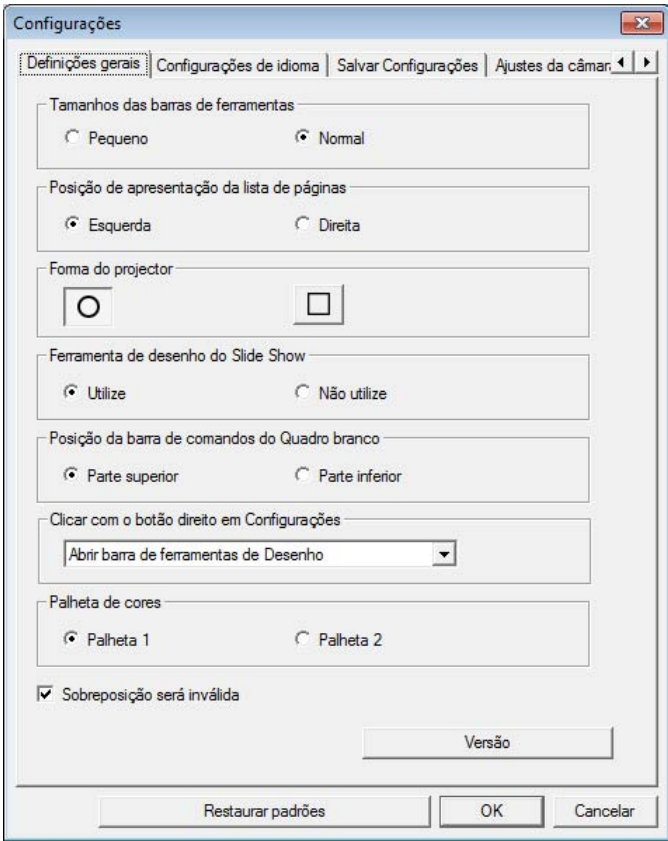 Configurações
Definições gerais Configurações de idioma Salvar Configurações Ajustes da câmar
Tamanhos das barras de ferramentas
Pequeno Normal
Posição de apresentação da lista de páginas
Esquerda Direita
Forma do projector
Ferramenta de desenho do Slide Show
Utilize Não utilize
Posição da barra de comandos do Quadro branco
Parte superior Parte inferior
Clicar com o botão direito em Configurações
Abrir barra de ferramentas de Desenho
Palheta de cores
Palheta 1 Palheta 2
Sobreposição será inválida
Versão
Restaurar padrões OK Cancelar